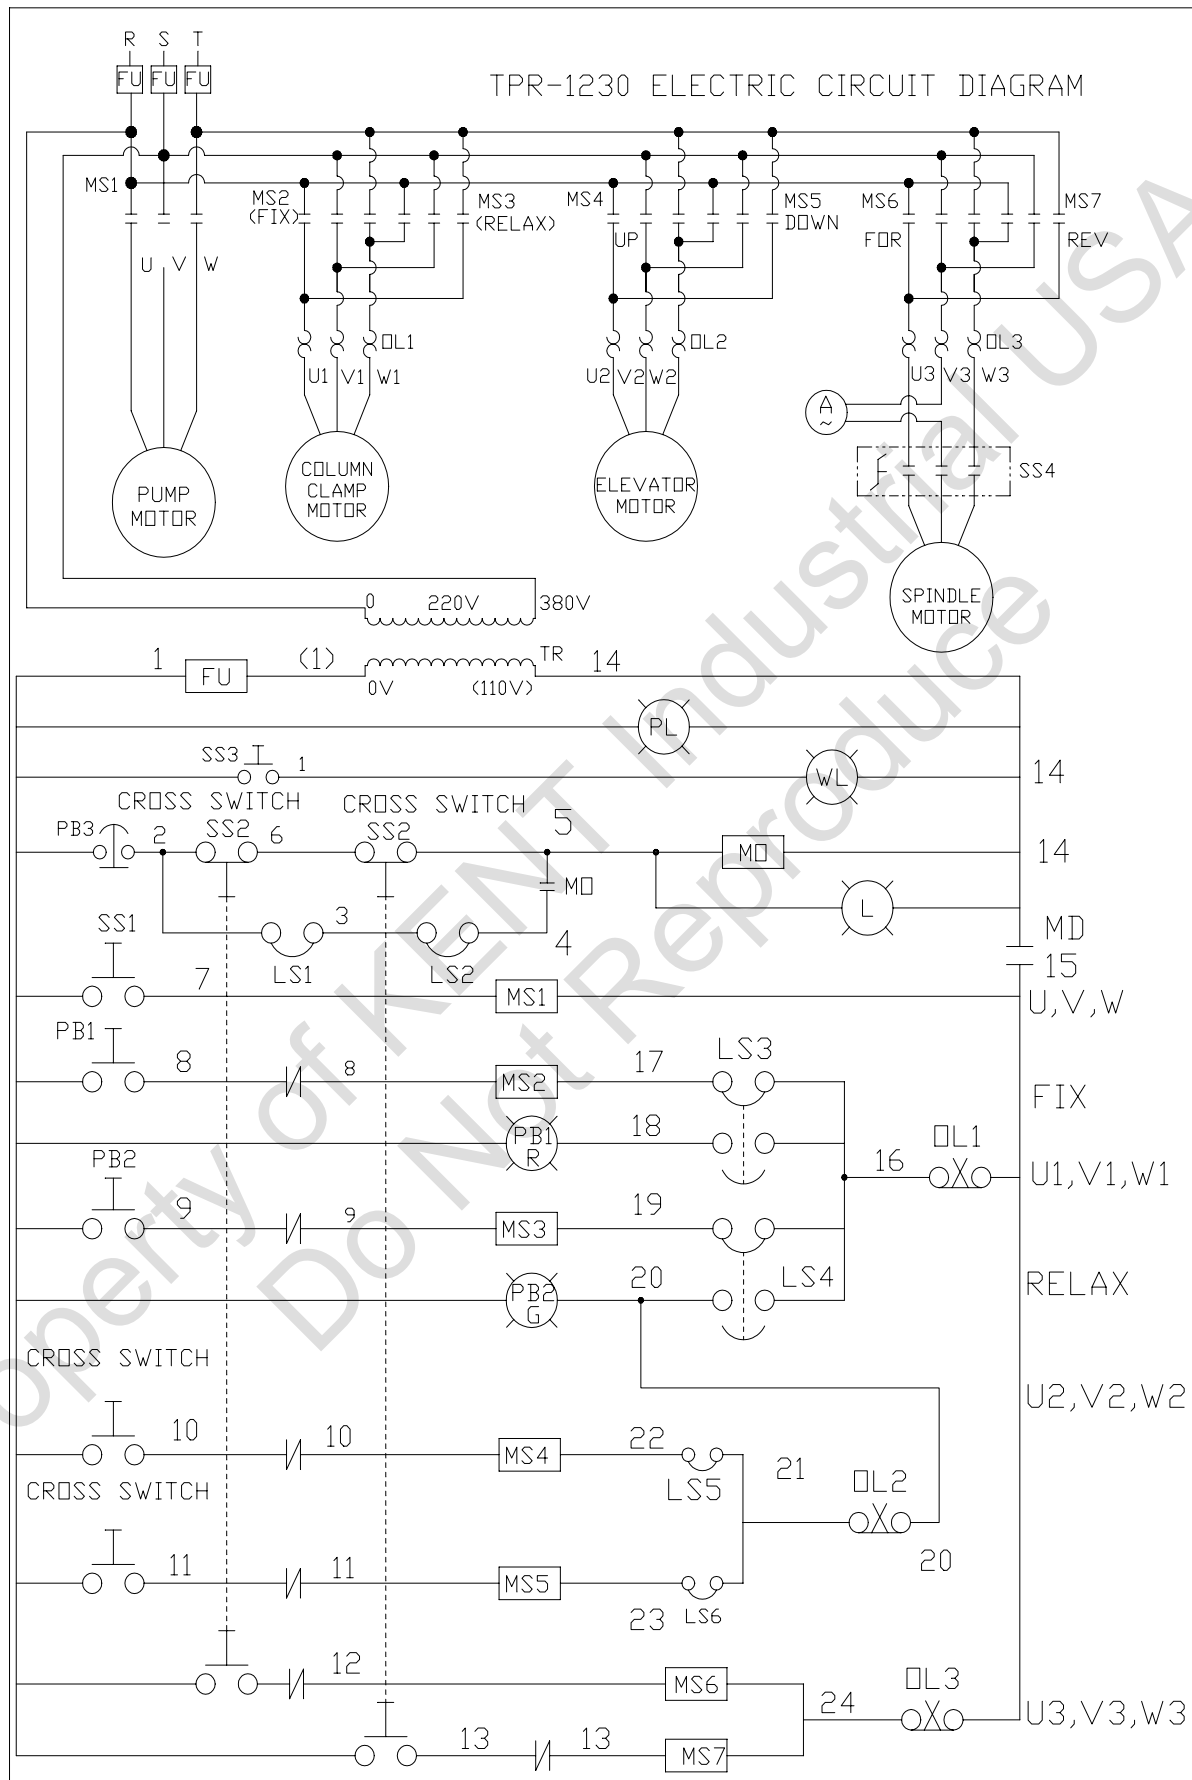 R S T
FU FU FU
TPR-1230 ELECTRIC CIRCUIT DIAGRAM
MS1
MS2
(FIX)
MS3
(RELAX)
MS4
UP
MS5
DOWN
MS6
FOR
MS7
REV
U V W
OL1
U1 V1 W1
OL2
U2 V2 W2
OL3
U3 V3 W3
A
~
SS4
PUMP
MOTOR
COLUMN
CLAMP
MOTOR
ELEVATOR
MOTOR
SPINDLE
MOTOR
0 220V 380V
1 FU (1) TR 14
0V (110V)
PL
SS3 1 WL 14
CROSS SWITCH CROSS SWITCH
PB3 2 SS2 6 SS2 5 MO 14
MO
L
SS1 LS1 3 LS2 4
MD
15
7 MS1 U,V,W
PB1 8 8 MS2 17 LS3 FIX
PB1
R
18
16 OL1 U1,V1,W1
PB2 9 9 MS3 19
PB2
G
20 LS4 RELAX
CROSS SWITCH
U2,V2,W2
10 10 MS4 22 LS5 21 OL2
CROSS SWITCH
20
11 11 MS5 23 LS6
12 MS6
24 OL3 U3,V3,W3
13 13 MS7
Property of KENT Industrial USA
Do Not Reproduce